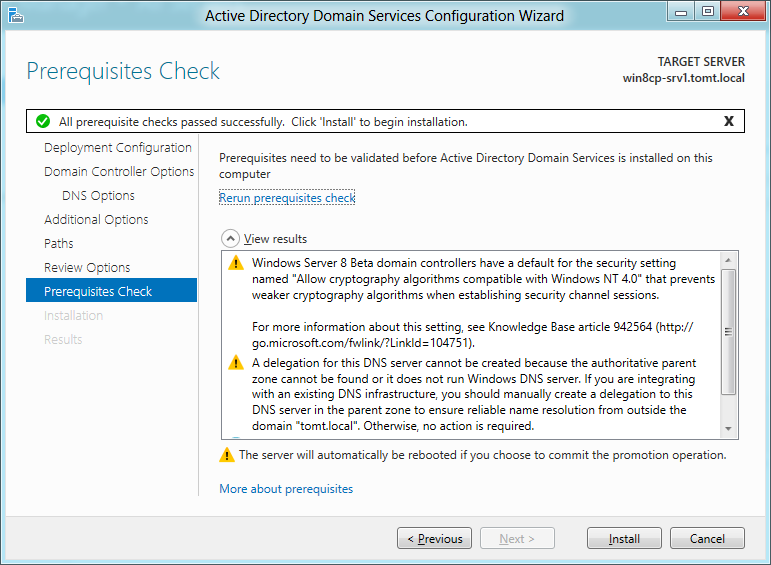 Active Directory Domain Services Configuration Wizard
Prerequisites Check
TARGET SERVER
win8cp-srv1.tomt.local
All prerequisite checks passed successfully. Click 'Install' to begin installation.
X
Deployment Configuration
Domain Controller Options
DNS Options
Additional Options
Paths
Review Options
Prerequisites Check
Installation
Results
Prerequisites need to be validated before Active Directory Domain Services is installed on this
computer
Rerun prerequisites check
View results
Windows Server 8 Beta domain controllers have a default for the security setting
named "Allow cryptography algorithms compatible with Windows NT 4.0" that prevents
weaker cryptography algorithms when establishing security channel sessions.
For more information about this setting, see Knowledge Base article 942564 (http://
go.microsoft.com/fwlink/?LinkId=104751).
A delegation for this DNS server cannot be created because the authoritative parent
zone cannot be found or it does not run Windows DNS server. If you are integrating
with an existing DNS infrastructure, you should manually create a delegation to this
DNS server in the parent zone to ensure reliable name resolution from outside the
domain "tomt.local". Otherwise, no action is required.
The server will automatically be rebooted if you choose to commit the promotion operation.
More about prerequisites
< Previous
Next >
Install
Cancel